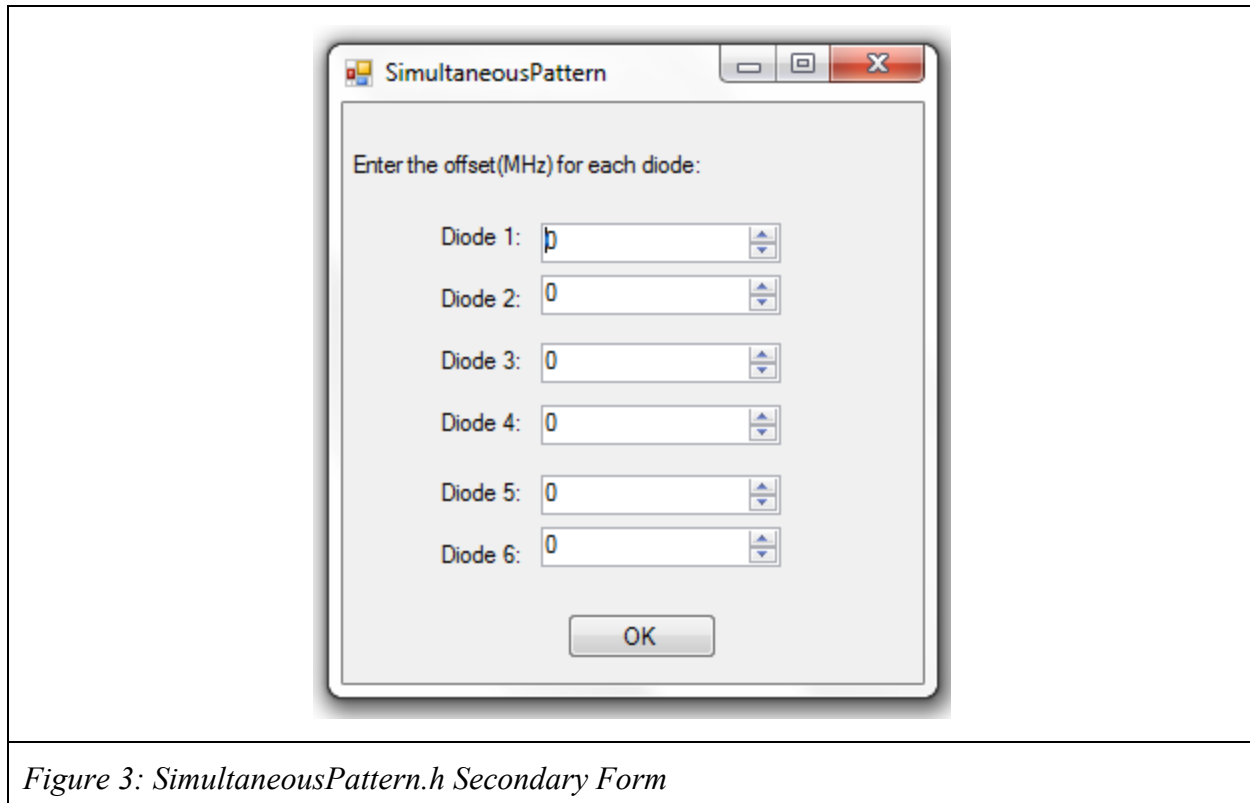 SimultaneousPattern
Enter the offset(MHz) for each diode:
Diode 1: 0
Diode 2: 0
Diode 3: 0
Diode 4: 0
Diode 5: 0
Diode 6: 0
OK
Figure 3: SimultaneousPattern.h Secondary Form